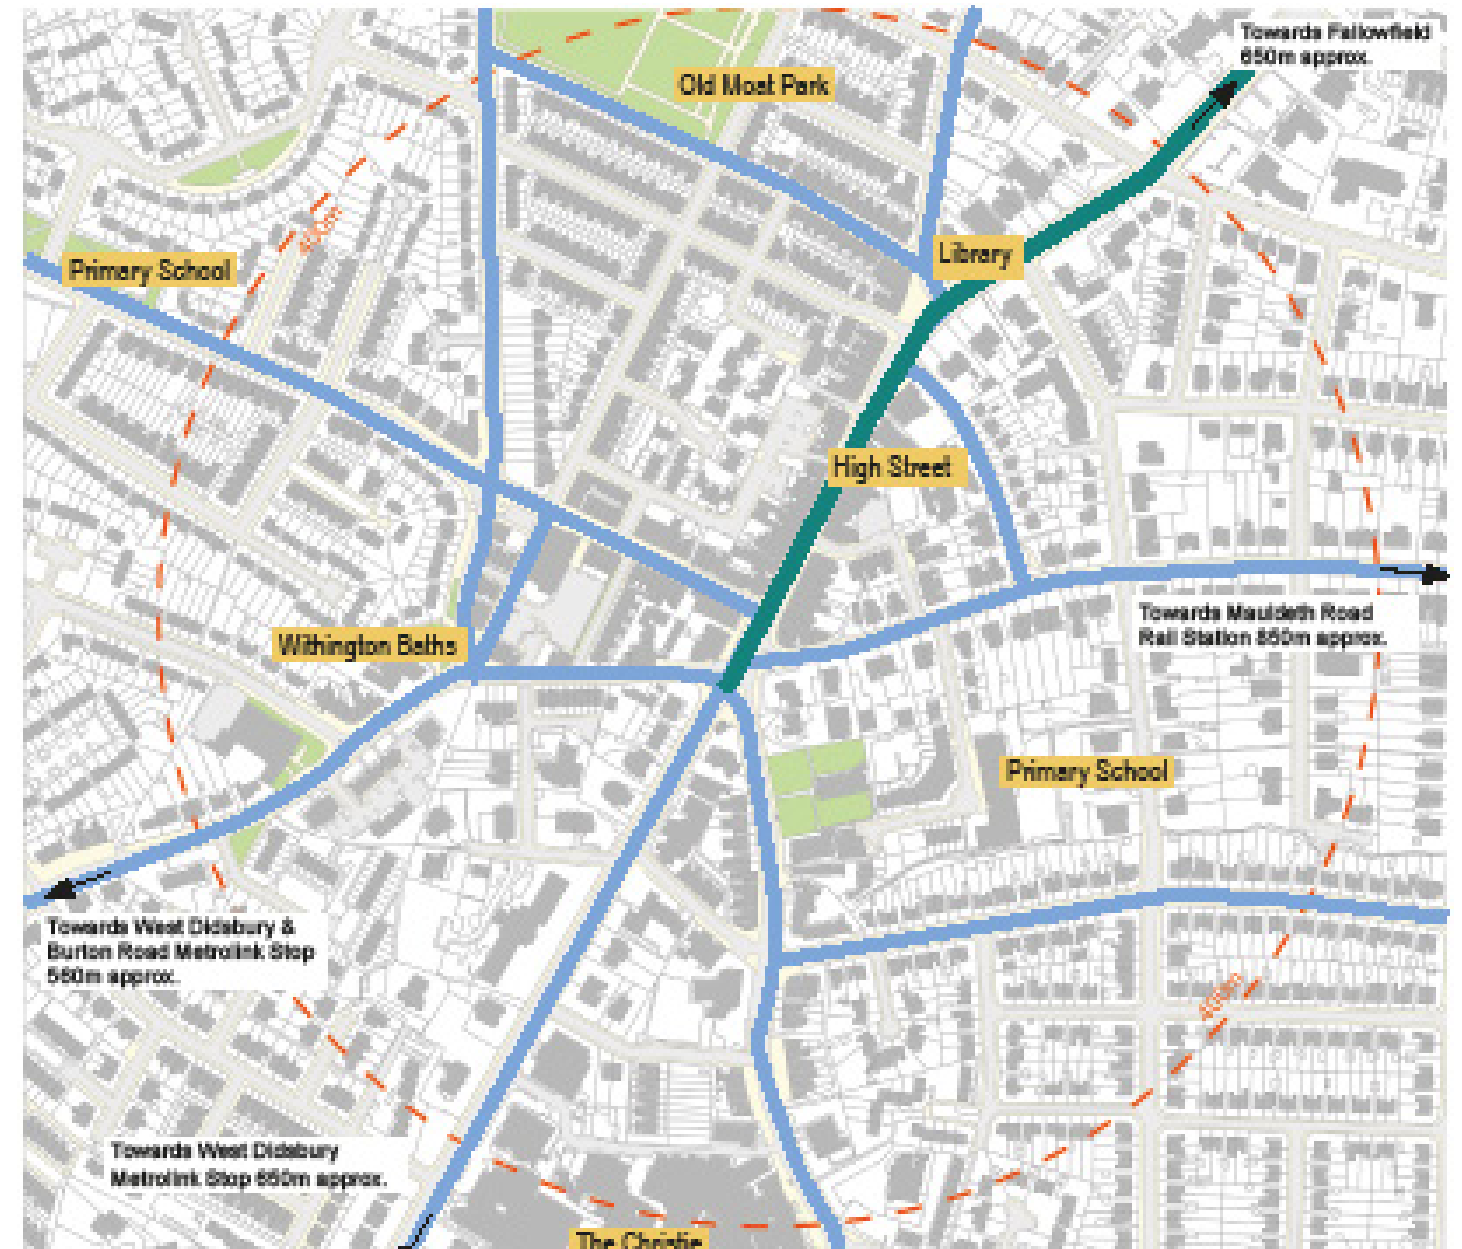 Towards Fallowfield
650m approx.
Old Moat Park
400m
Library
Primary School
High Street
Towards Mauldeth Road
Rail Station 850m approx.
Withington Baths
Primary School
Towards West Didsbury &
Burton Road Metrolink Stop
550m approx.
400m
Towards West Didsbury
Metrolink Stop 650m approx.
The Christie